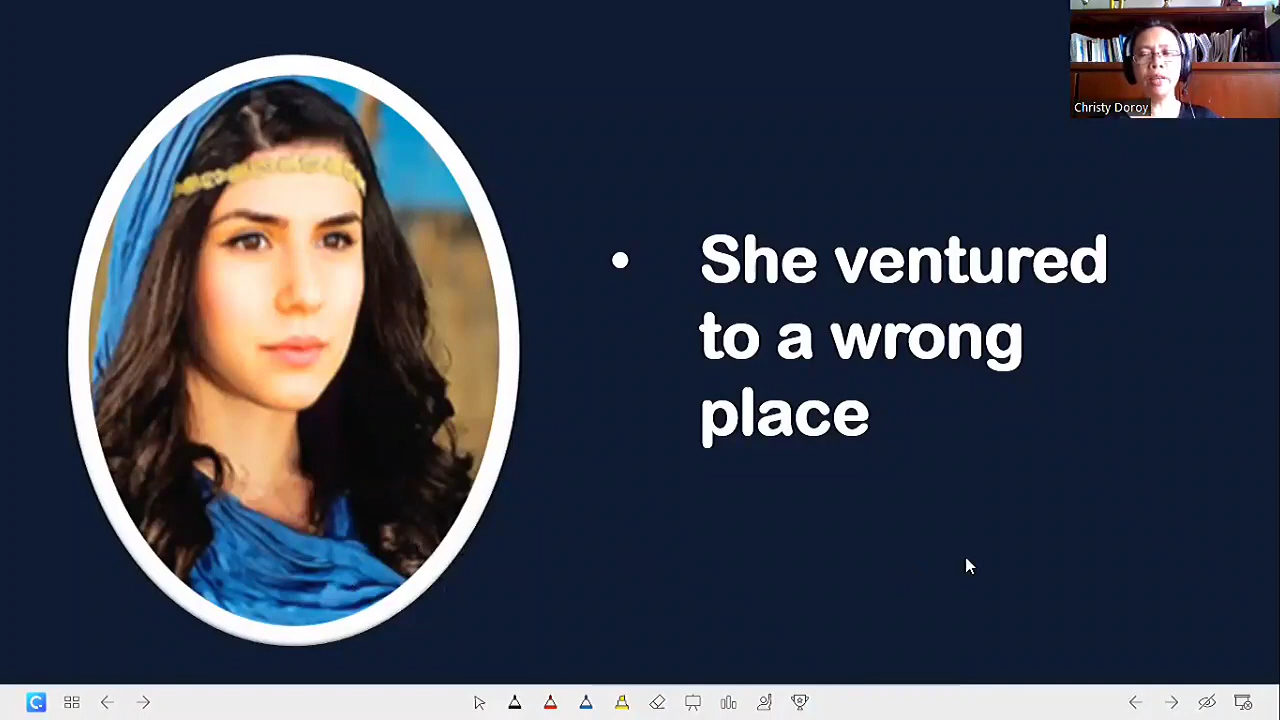 Christy Doroy
• She ventured
to a wrong
place